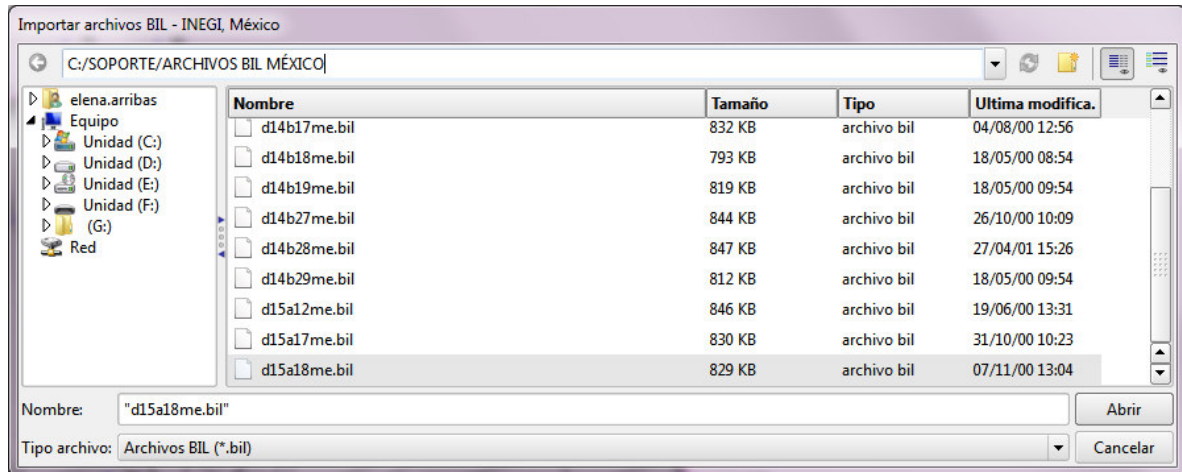 Importar archivos BIL - INEGI, México
C:/SOPORTE/ARCHIVOS BIL MÉXICO
elena.arribas
Equipo
Unidad (C:)
Unidad (D:)
Unidad (E:)
Unidad (F:)
(G:)
Red
Nombre Tamaño Tipo Ultima modifica.
d14b17me.bil 832 KB archivo bil 04/08/00 12:56
d14b18me.bil 793 KB archivo bil 18/05/00 08:54
d14b19me.bil 819 KB archivo bil 18/05/00 09:54
d14b27me.bil 844 KB archivo bil 26/10/00 10:09
d14b28me.bil 847 KB archivo bil 27/04/01 15:26
d14b29me.bil 812 KB archivo bil 18/05/00 09:54
d15a12me.bil 846 KB archivo bil 19/06/00 13:31
d15a17me.bil 830 KB archivo bil 31/10/00 10:23
d15a18me.bil 829 KB archivo bil 07/11/00 13:04
Nombre: "d15a18me.bil" Abrir
Tipo archivo: Archivos BIL (*.bil) Cancelar